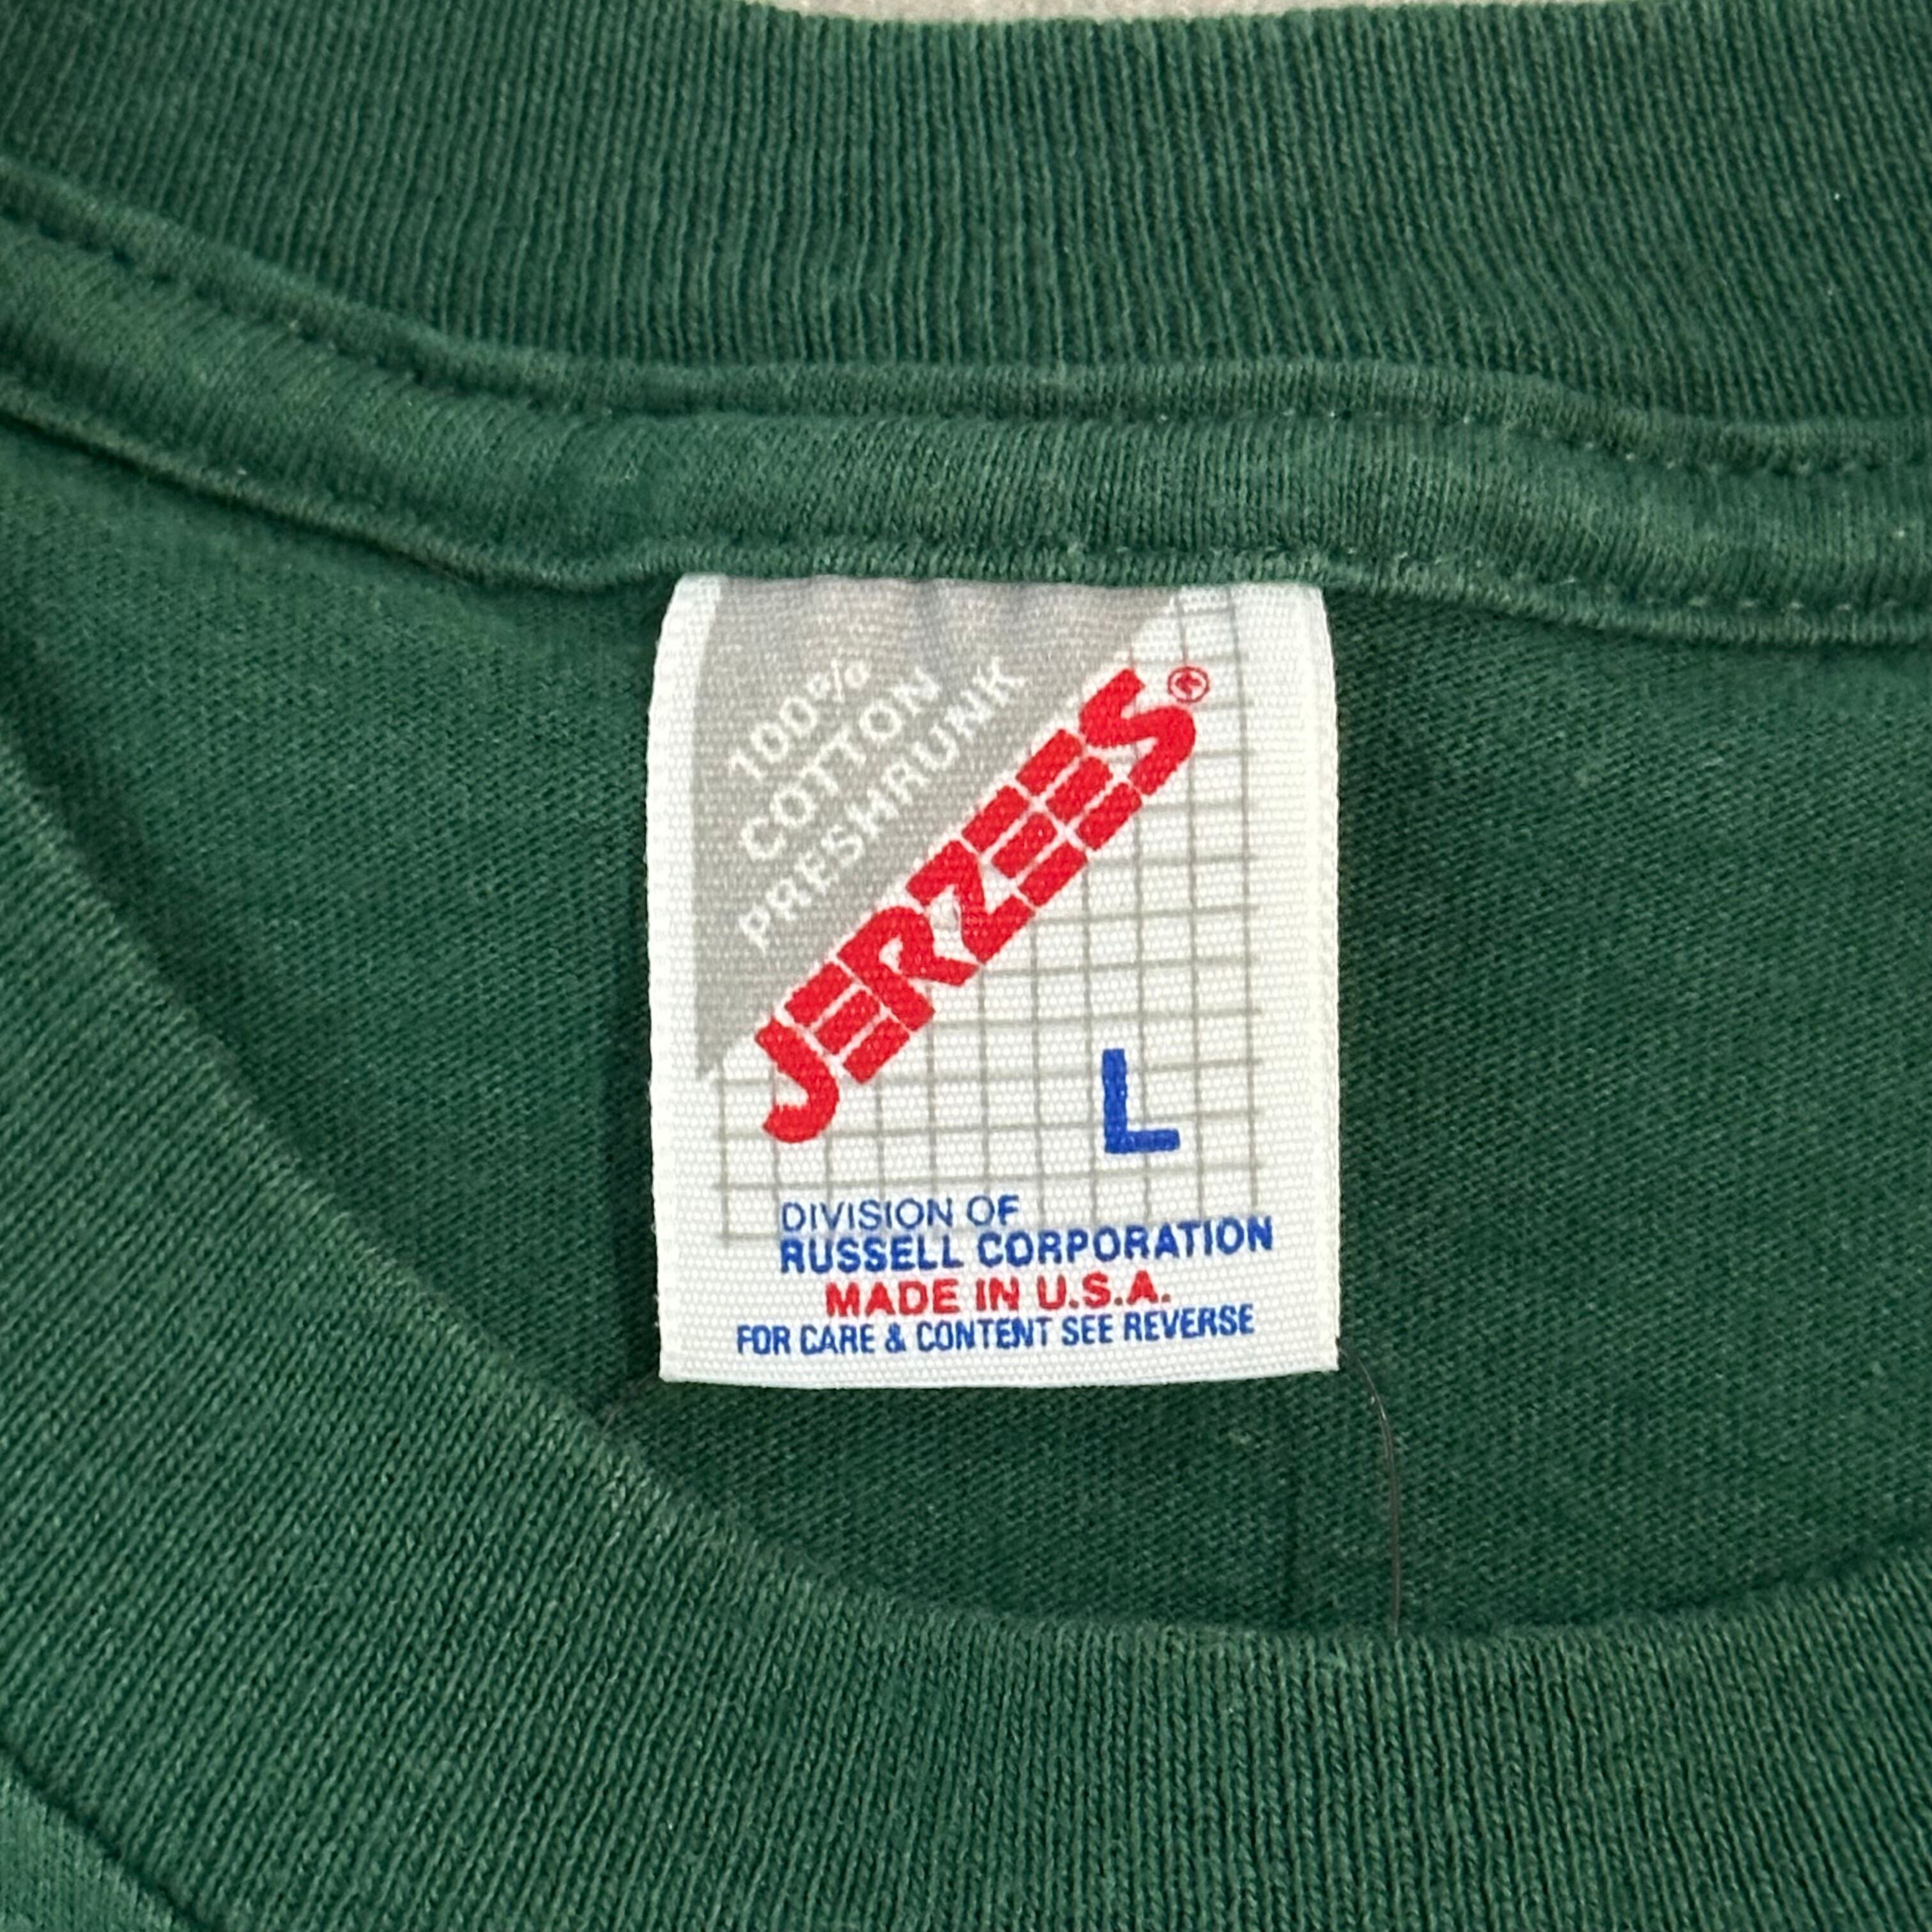 100%
COTTON
PRESHRUNK
JERZEES®
L
DIVISION OF
RUSSELL CORPORATION
MADE IN U.S.A.
FOR CARE & CONTENT SEE REVERSE